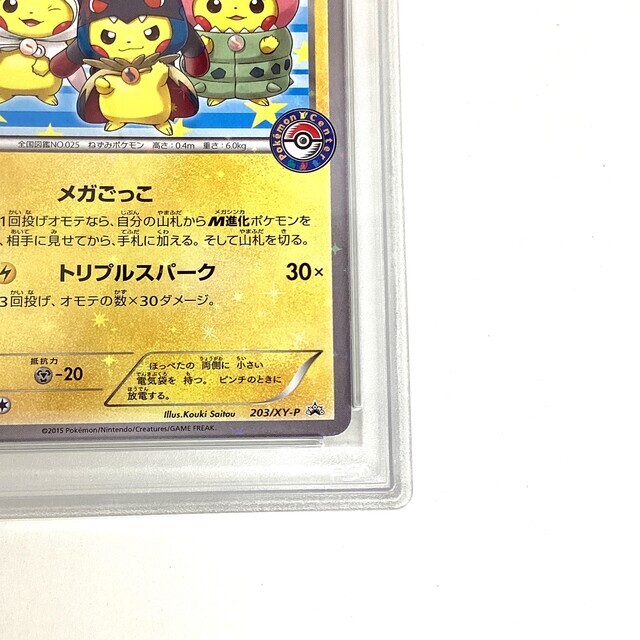 Pokémon Center
全国図鑑NO.025 ねずみポケモン 高さ:0.4m 重さ:6.0kg
メガごっこ
1回投げオモテなら、自分の山札からM進化ポケモンを
、相手に見せてから、手札に加える。そして山札を切る。
トリプルスパーク 30×
3回投げ、オモテの数×30ダメージ。
抵抗力
-20
ほっぺたの 両側に 小さい
電気袋を 持つ。 ピンチのときに
放電する。
Illus.Kouki Saitou 203/XY-P
©2015 Pokémon/Nintendo/Creatures/GAME FREAK.